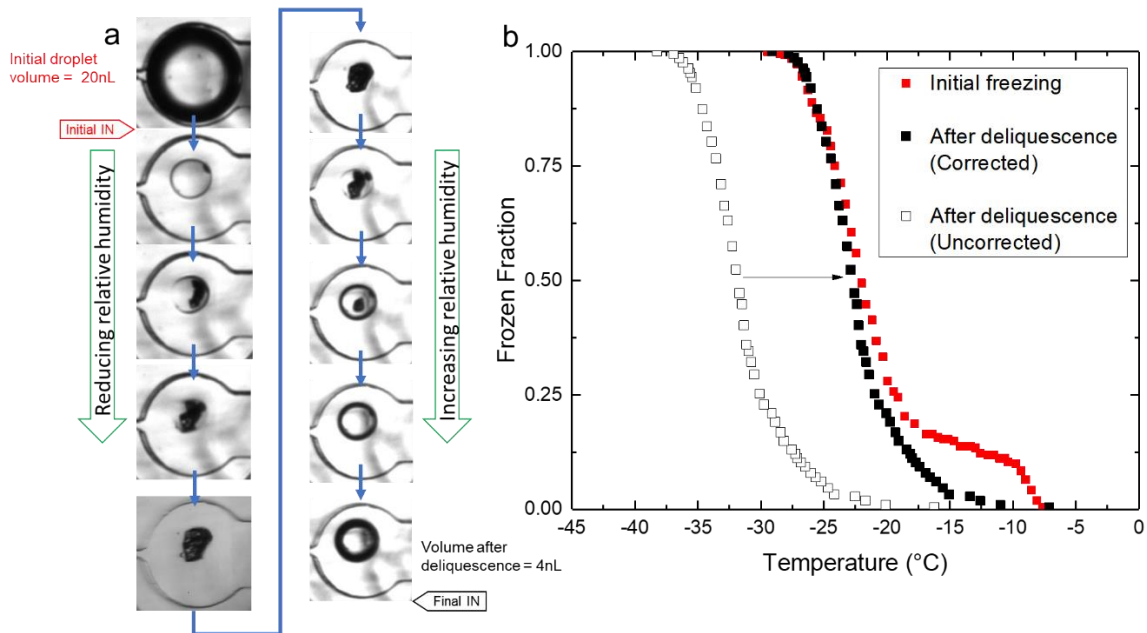 a
Initial droplet
volume = 20nL
Initial IN
Reducing relative humidity
Increasing relative humidity
Volume after
deliquescence = 4nL
Final IN
b
Frozen Fraction
1.00
0.75
0.50
0.25
0.00
Initial freezing
After deliquescence
(Corrected)
After deliquescence
(Uncorrected)
-45 -40 -35 -30 -25 -20 -15 -10 -5 0
Temperature (°C)